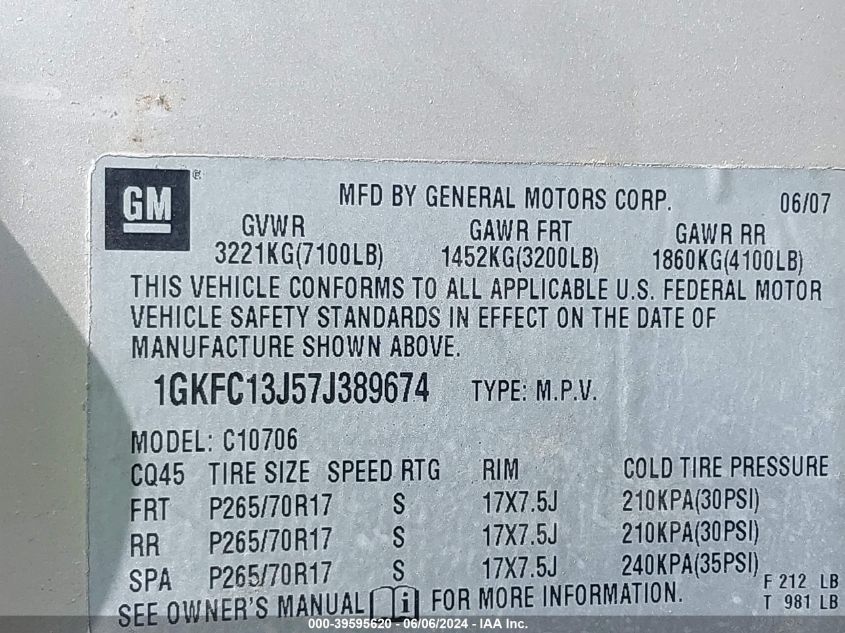 GM ® MFD BY GENERAL MOTORS CORP. 06/07
GVWR GAWR FRT GAWR RR
3221KG(7100LB) 1452KG(3200LB) 1860KG(4100LB)
THIS VEHICLE CONFORMS TO ALL APPLICABLE U.S. FEDERAL MOTOR
VEHICLE SAFETY STANDARDS IN EFFECT ON THE DATE OF
MANUFACTURE SHOWN ABOVE.
1GKFC13J57J389674 TYPE: M.P.V.
MODEL: C10706
CQ45 TIRE SIZE SPEED RTG RIM COLD TIRE PRESSURE
FRT P265/70R17 S 17X7.5J 210KPA(30PSI)
RR P265/70R17 S 17X7.5J 210KPA(30PSI)
SPA P265/70R17 S 17X7.5J 240KPA(35PSI)
F 212 LB
SEE OWNER'S MANUAL i FOR MORE INFORMATION. T 981 LB
000-39595620 - 06/06/2024 - IAA Inc.